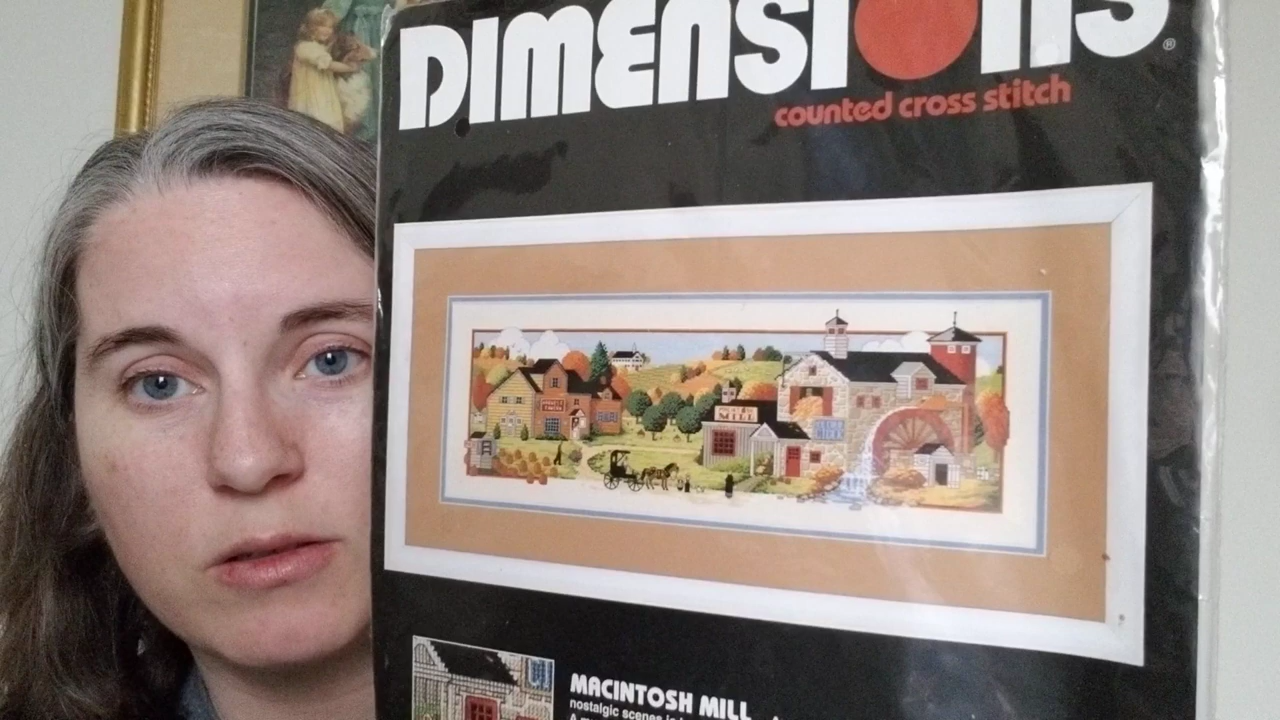 DIMENSIONS®
counted cross stitch
MILL
MACINTOSH MILL
nostalgic scenes